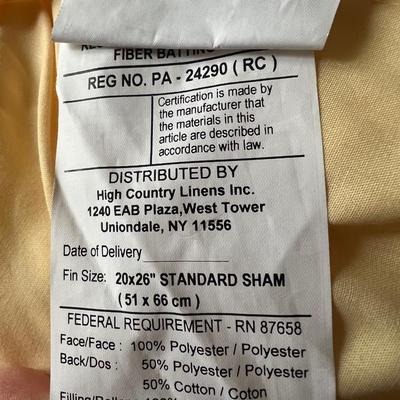 FIBER BATTING
REG NO. PA - 24290 ( RC )
Certification is made by
the manufacturer that
the materials in this
article are described in
accordance with law.
DISTRIBUTED BY
High Country Linens Inc.
1240 EAB Plaza,West Tower
Uniondale, NY 11556
Date of Delivery
Fin Size: 20x26" STANDARD SHAM
( 51 x 66 cm )
FEDERAL REQUIREMENT - RN 87658
Face/Face: 100% Polyester / Polyester
Back/Dos : 50% Polyester / Polyester
50% Cotton / Coton